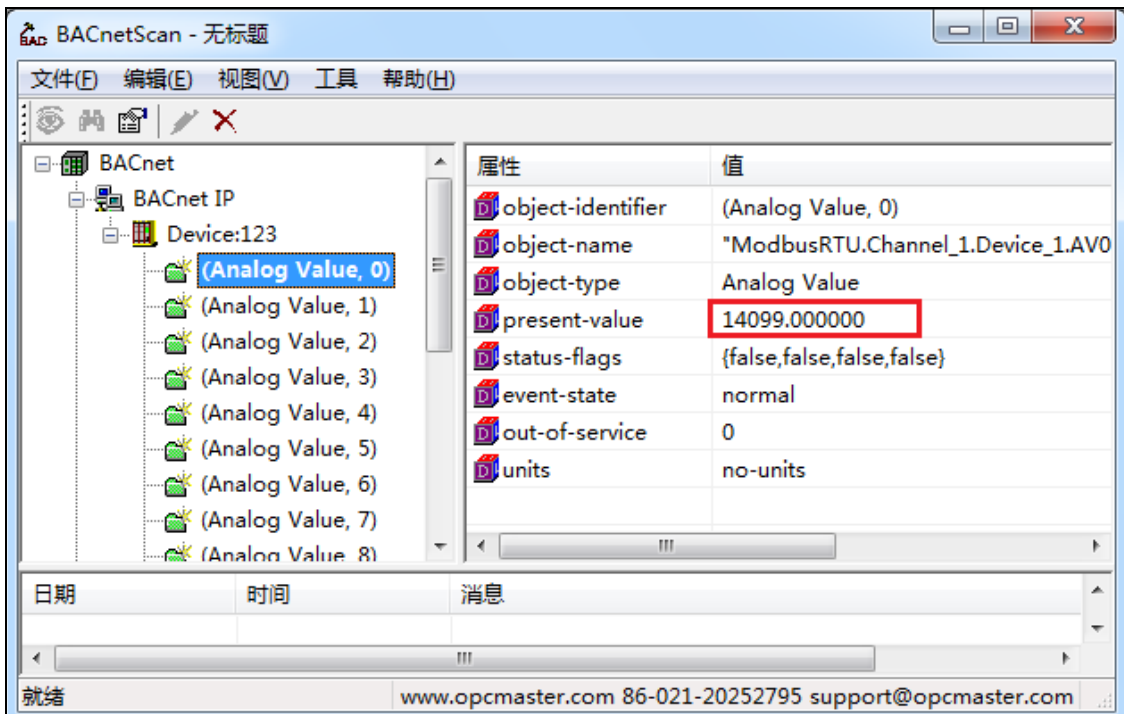 BACnetScan - 无标题
文件(F) 编辑(E) 视图(V) 工具 帮助(H)
BACnet
BACnet IP
Device:123
(Analog Value, 0)
(Analog Value, 1)
(Analog Value, 2)
(Analog Value, 3)
(Analog Value, 4)
(Analog Value, 5)
(Analog Value, 6)
(Analog Value, 7)
(Analog Value, 8)
属性 值
object-identifier (Analog Value, 0)
object-name "ModbusRTU.Channel_1.Device_1.AV0
object-type Analog Value
present-value 14099.000000
status-flags {false,false,false,false}
event-state normal
out-of-service 0
units no-units
日期 时间 消息
就绪 www.opcmaster.com 86-021-20252795 support@opcmaster.com